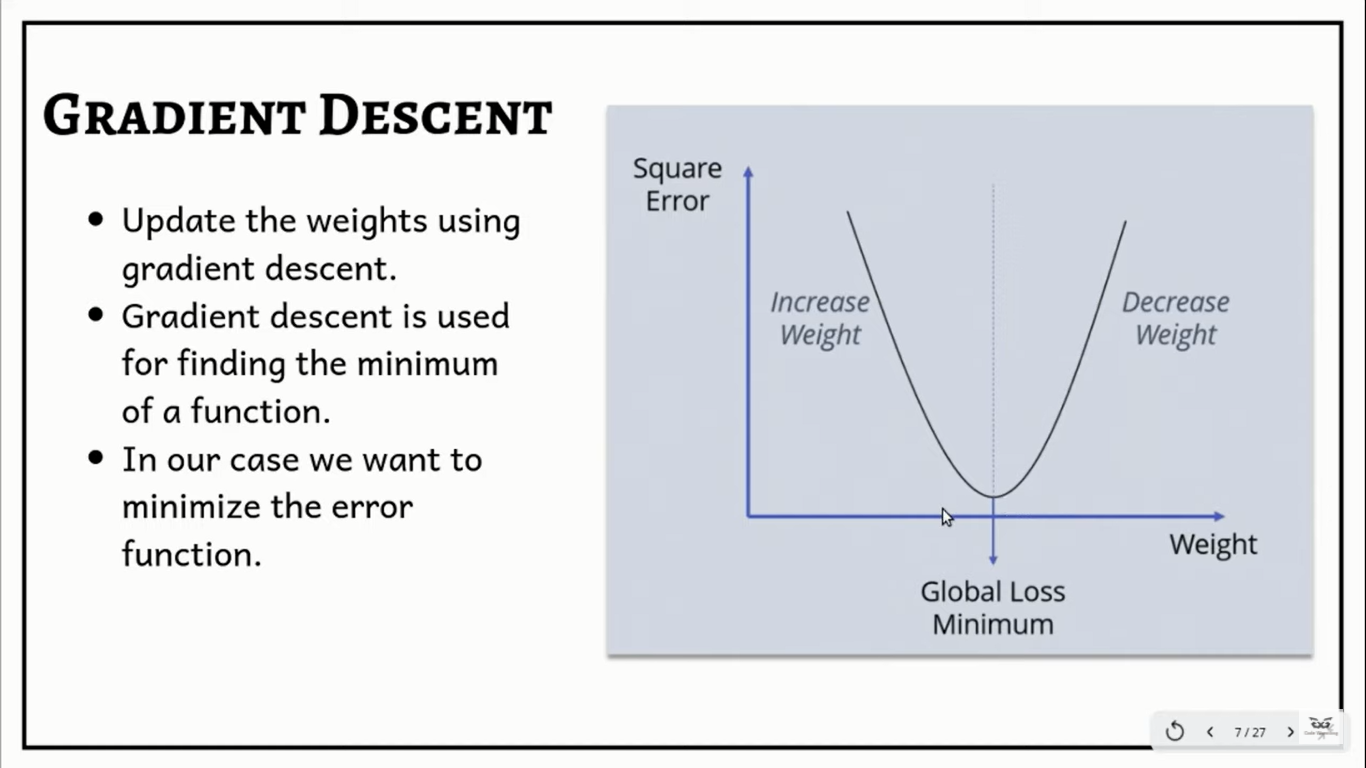 Gradient Descent
• Update the weights using
gradient descent.
• Gradient descent is used
for finding the minimum
of a function.
• In our case we want to
minimize the error
function.
Square
Error
Increase
Weight
Decrease
Weight
Weight
Global Loss
Minimum
7 / 27